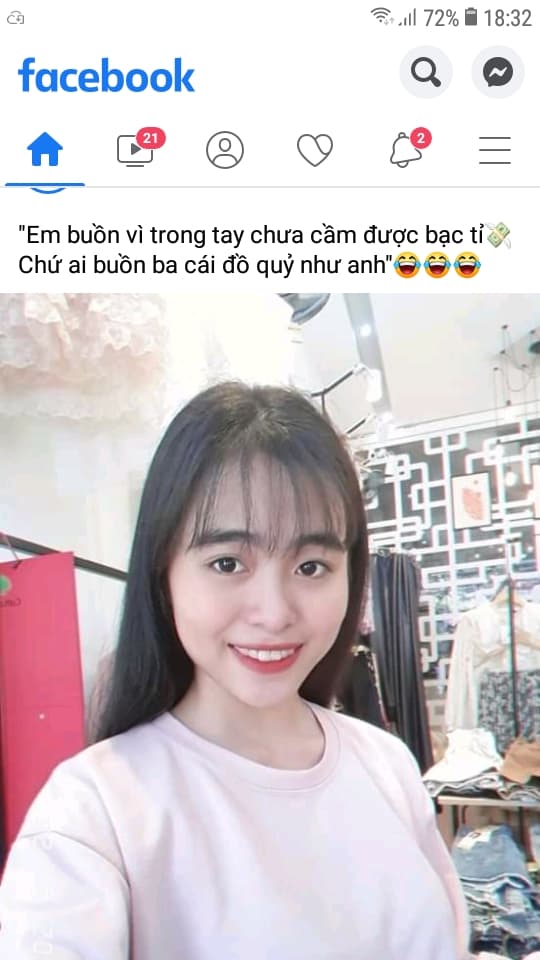 72% 18:32
facebook
21
2
"Em buồn vì trong tay chưa cầm được bạc tỉ💸
Chứ ai buồn ba cái đồ quỷ như anh"😂😂😂